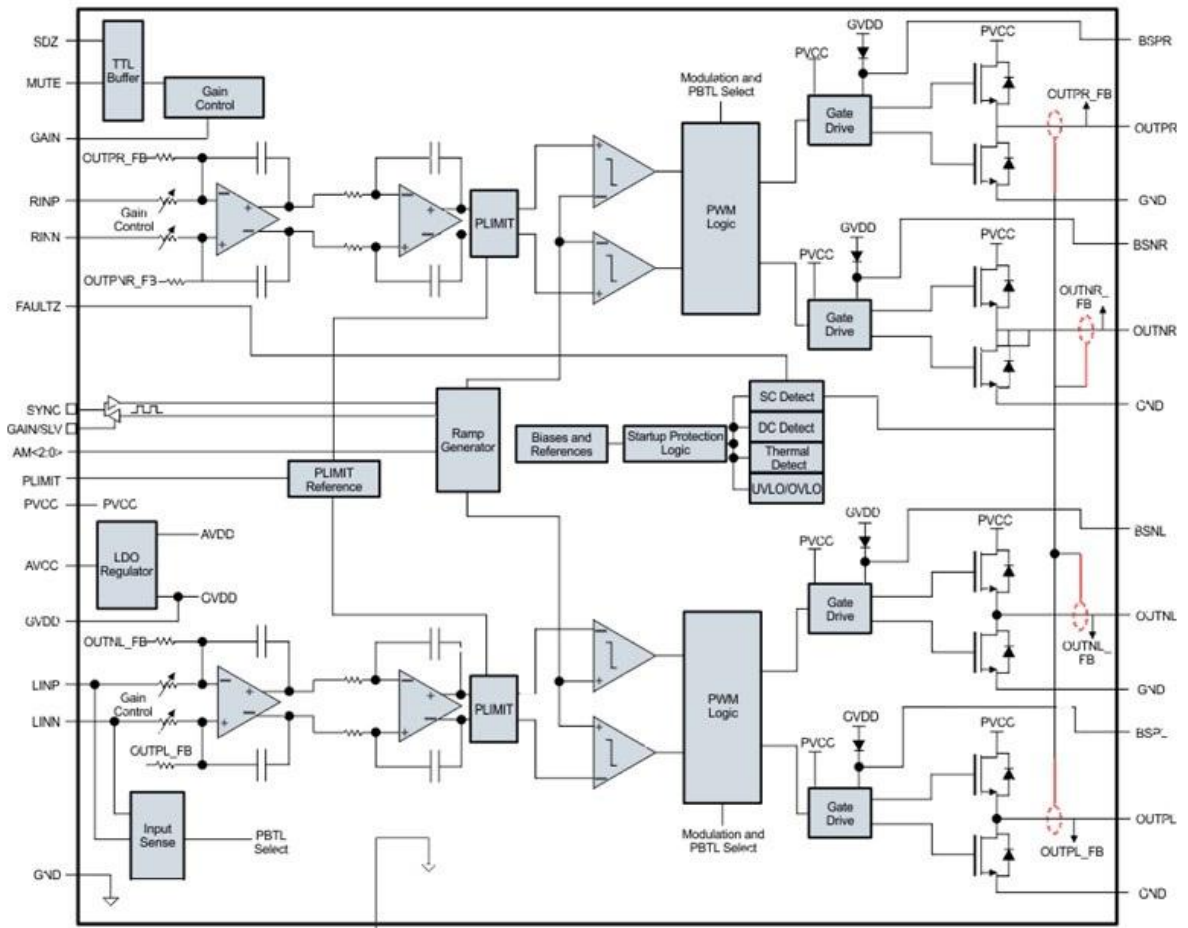 GVDD
PVCC
BSPR
SDZ
TTL
Buffer
PVCC
MUTE
Gain
Control
Modulation and
PBTL Select
Gate
Drive
OUTPR_FB
OUTPR
GAIN
OUTPR_FB
RINP
Gain
Control
RINN
PLIMIT
PWM
Logic
GND
GVDD
BSNR
PVCC
PVCC
OUTPNR_FB
FAULTZ
Gate
Drive
OUTNR_
FB
OUTNR
SYNC
GAIN/SLV
AM<2:0>
PLIMIT
PLIMIT
Reference
Ramp
Generator
Biases and
References
Startup Protection
Logic
SC Detect
DC Detect
Thermal
Detect
UVLO/OVLO
GND
PVCC
PVCC
LDO
Regulator
AVDD
AVCC
GVDD
GVDD
GVDD
PVCC
BSNL
PVCC
Gate
Drive
OUTNL
OUTNL_
FB
OUTNL_FB
LINP
Gain
Control
LINN
PLIMIT
PWM
Logic
GND
OUTPL_FB
GVDD
PVCC
BSPL
PVCC
Gate
Drive
OUTPL
OUTPL_FB
Input
Sense
PBTL
Select
Modulation and
PBTL Select
GND
GND